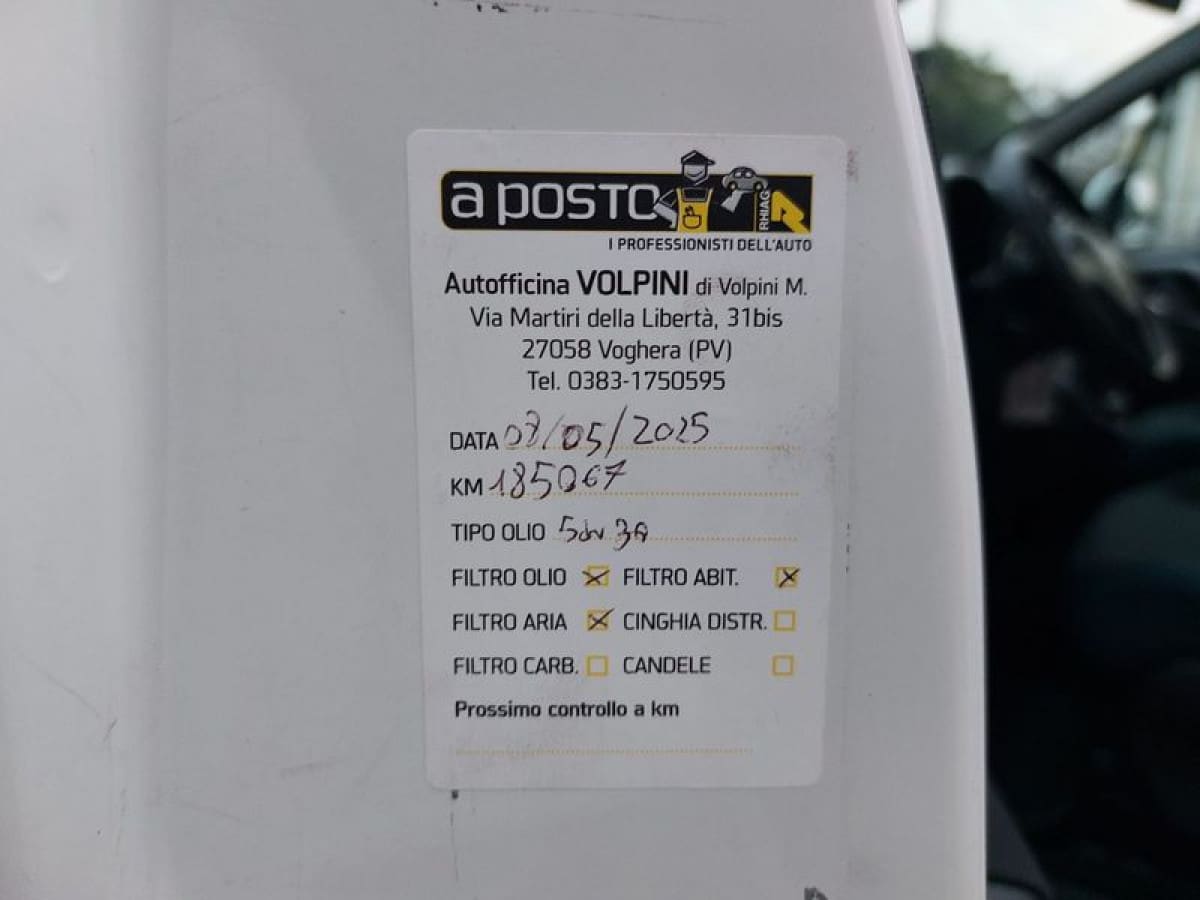 a posto
RHIAG
I PROFESSIONISTI DELL'AUTO
Autofficina VOLPINI di Volpini M.
Via Martiri della Libertà, 31bis
27058 Voghera (PV)
Tel. 0383-1750595
DATA /05/2025
KM 185067
TIPO OLIO 5w30
FILTRO OLIO FILTRO ABIT.
FILTRO ARIA CINGHIA DISTR.
FILTRO CARB. CANDELE
Prossimo controllo a km